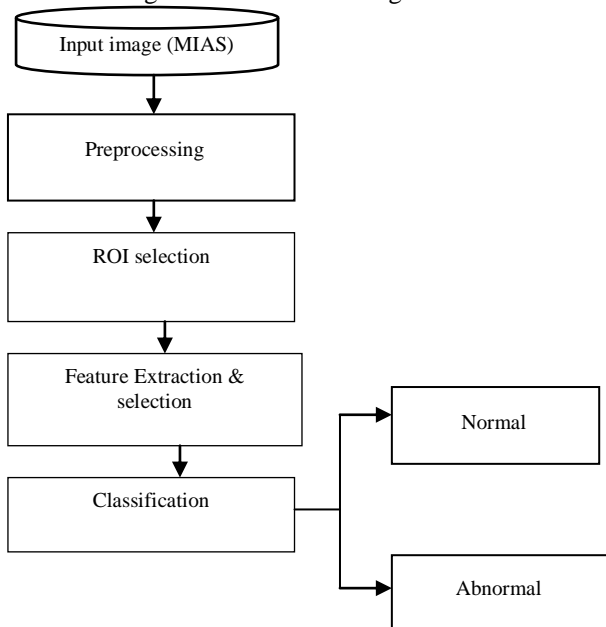 Input image (MIAS)
Preprocessing
ROI selection
Feature Extraction &
selection
Normal
Classification
Abnormal